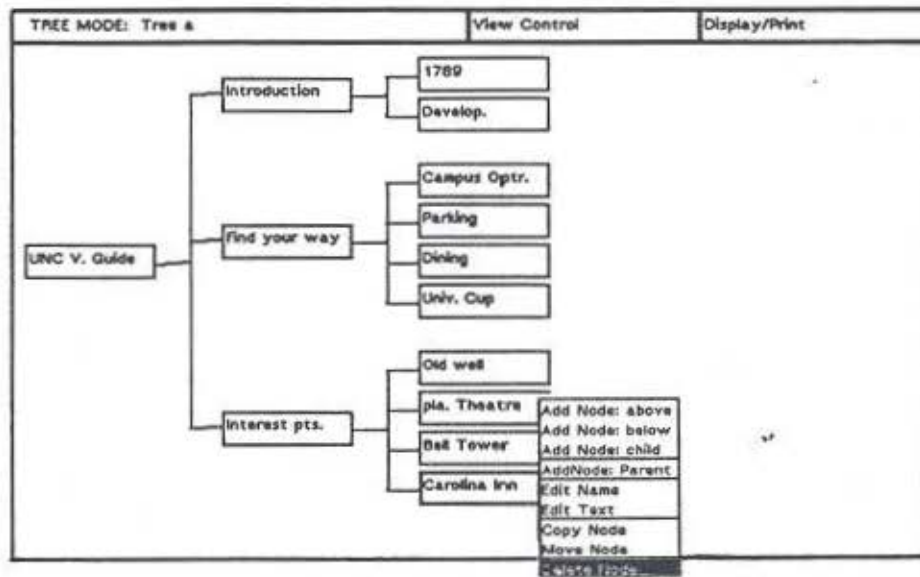 TREE MODE: Tree a
View Control
Display/Print
UNC V. Guide
Introduction
1789
Develop.
Find your way
Campus Optr.
Parking
Dining
Univ. Cup
Interest pts.
Old well
pla. Theatre
Bell Tower
Carolina Inn
Add Node: above
Add Node: below
Add Node: child
AddNode: Parent
Edit Name
Edit Text
Copy Node
Move Node
Delete Node